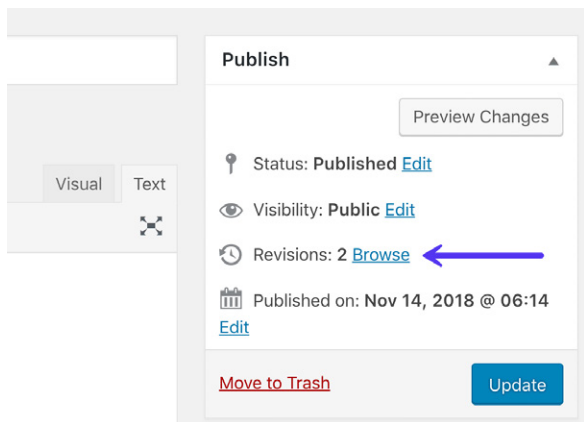 Publish
Preview Changes
Status: Published Edit
Visual Text
Visibility: Public Edit
Revisions: 2 Browse
Published on: Nov 14, 2018 @ 06:14
Edit
Move to Trash Update